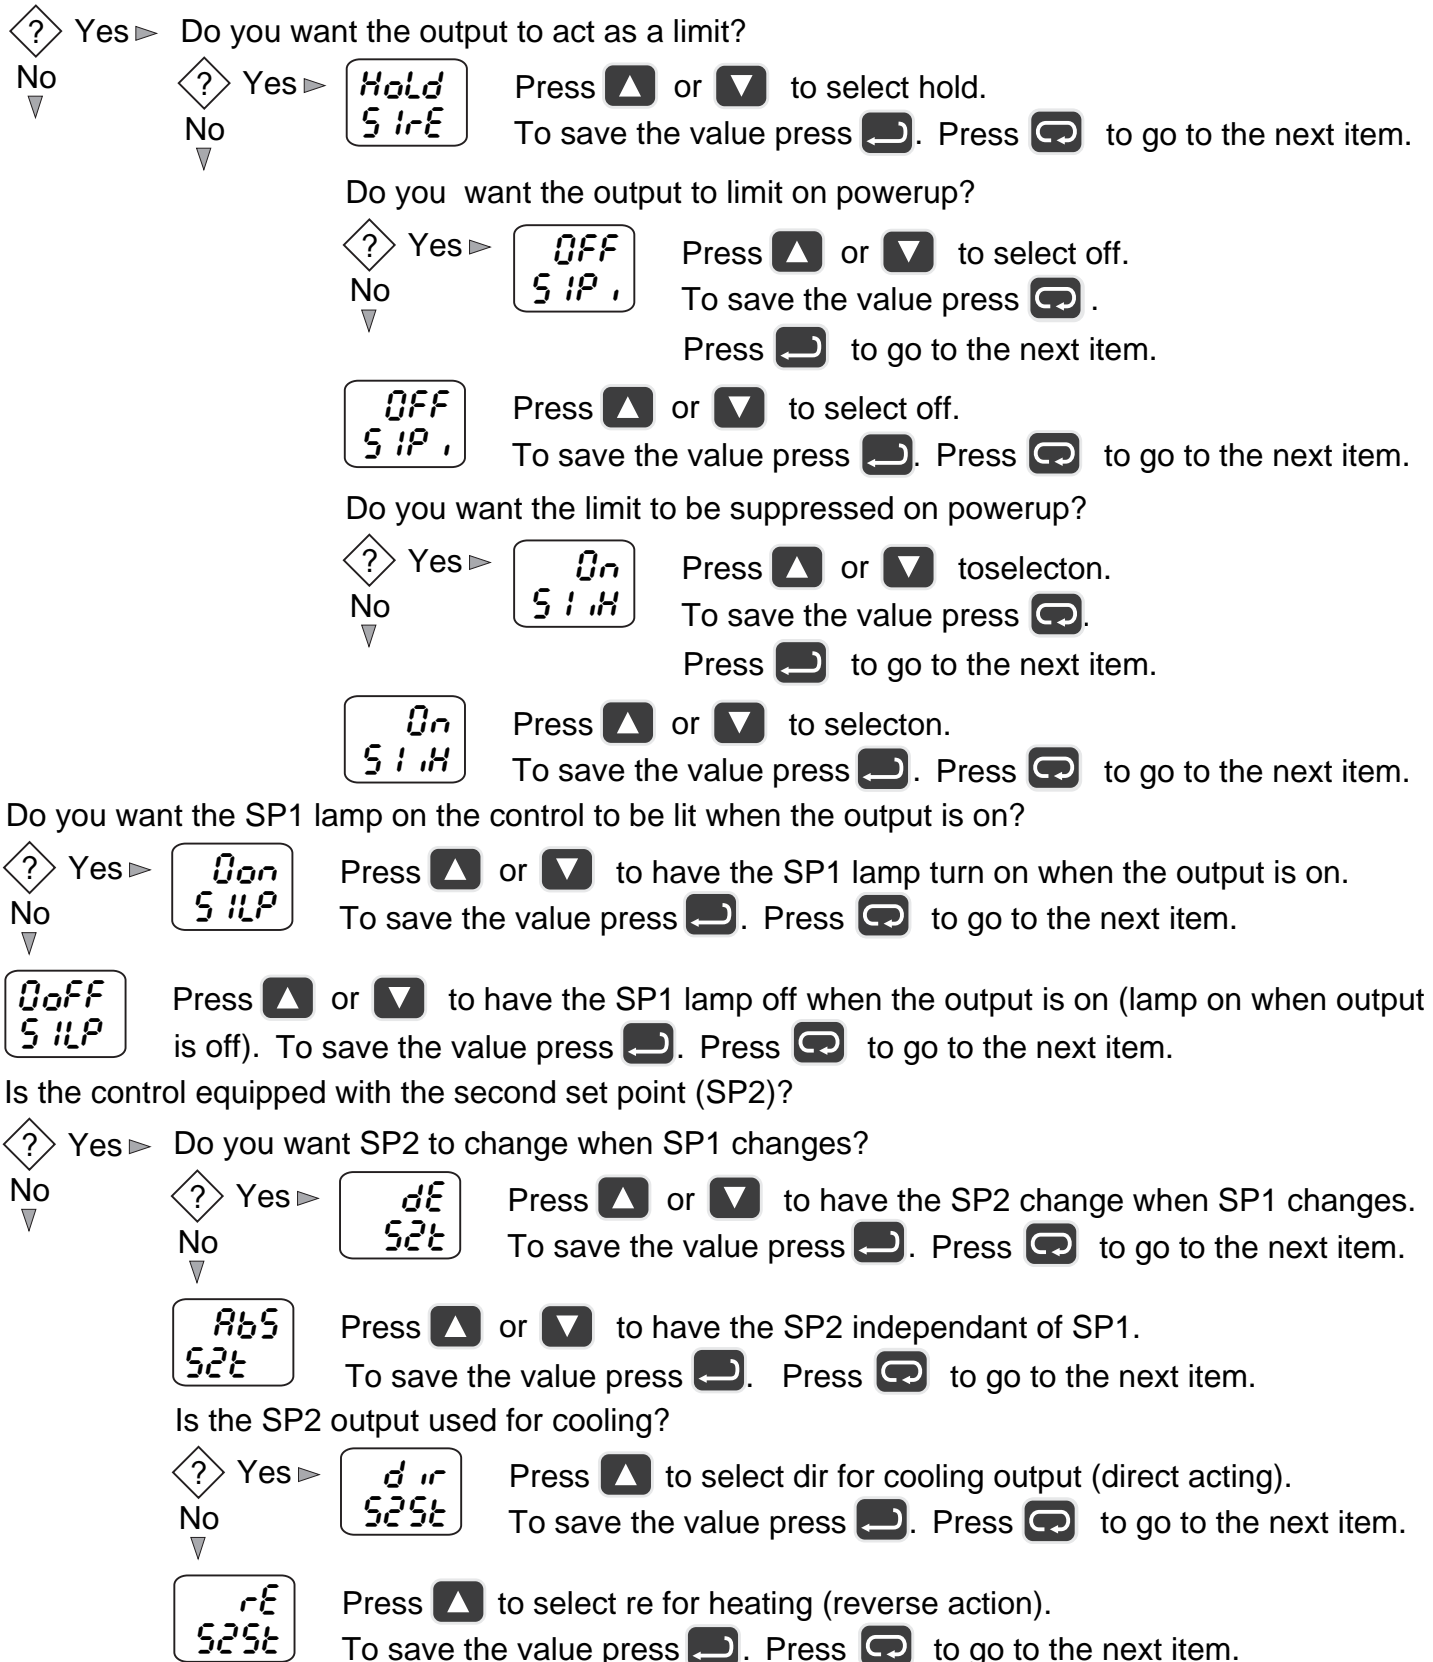 ? Yes Do you want the output to act as a limit?
No ? Yes HoLd Press or to select hold.
No S1rE To save the value press . Press to go to the next item.
Do you want the output to limit on powerup?
? Yes OFF Press or to select off.
No S1Pi To save the value press .
Press to go to the next item.
OFF Press or to select off.
S1Pi To save the value press . Press to go to the next item.
Do you want the limit to be suppressed on powerup?
? Yes On Press or toselecton.
No S1iH To save the value press .
Press to go to the next item.
On Press or to selecton.
S1iH To save the value press . Press to go to the next item.
Do you want the SP1 lamp on the control to be lit when the output is on?
? Yes Oon Press or to have the SP1 lamp turn on when the output is on.
No S1LP To save the value press . Press to go to the next item.
OoFF Press or to have the SP1 lamp off when the output is on (lamp on when output
S1LP is off). To save the value press . Press to go to the next item.
Is the control equipped with the second set point (SP2)?
? Yes Do you want SP2 to change when SP1 changes?
No ? Yes dE Press or to have the SP2 change when SP1 changes.
No S2t To save the value press . Press to go to the next item.
AbS Press or to have the SP2 independant of SP1.
S2t To save the value press . Press to go to the next item.
Is the SP2 output used for cooling?
? Yes dir Press to select dir for cooling output (direct acting).
No S2St To save the value press . Press to go to the next item.
rE Press to select re for heating (reverse action).
S2St To save the value press . Press to go to the next item.